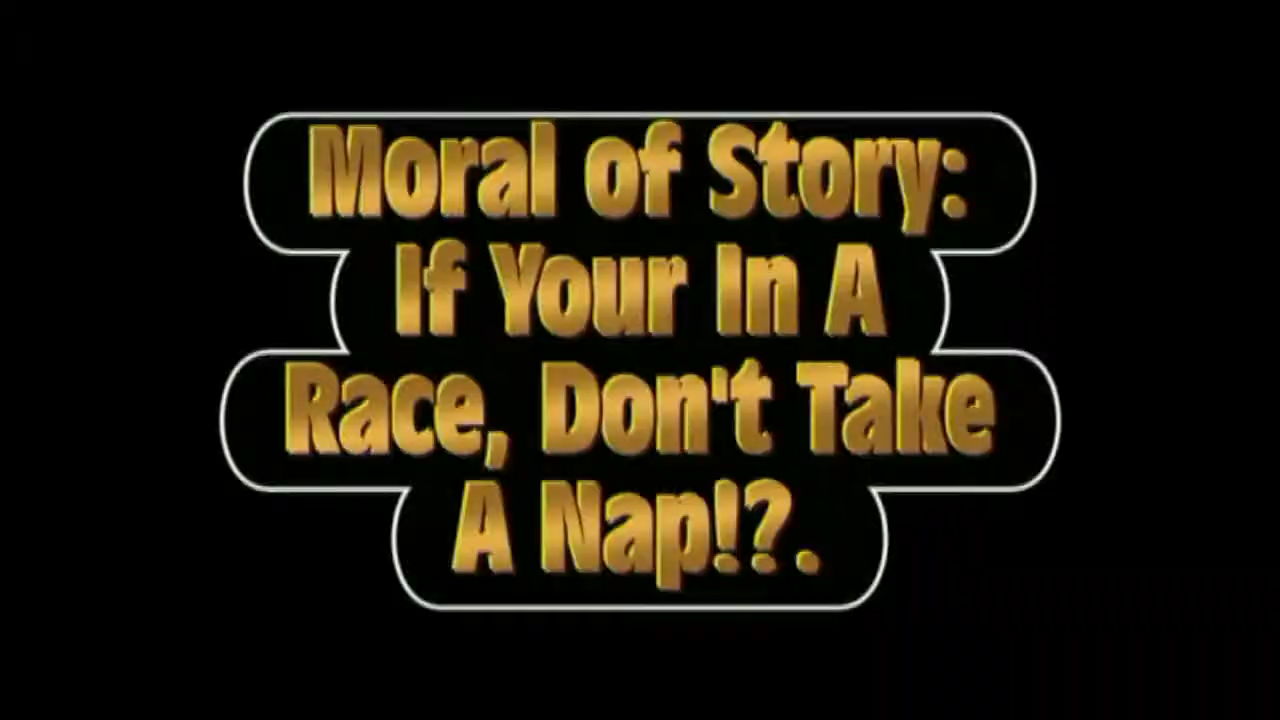 Moral of Story:
If Your In A
Race, Don't Take
A Nap!?.